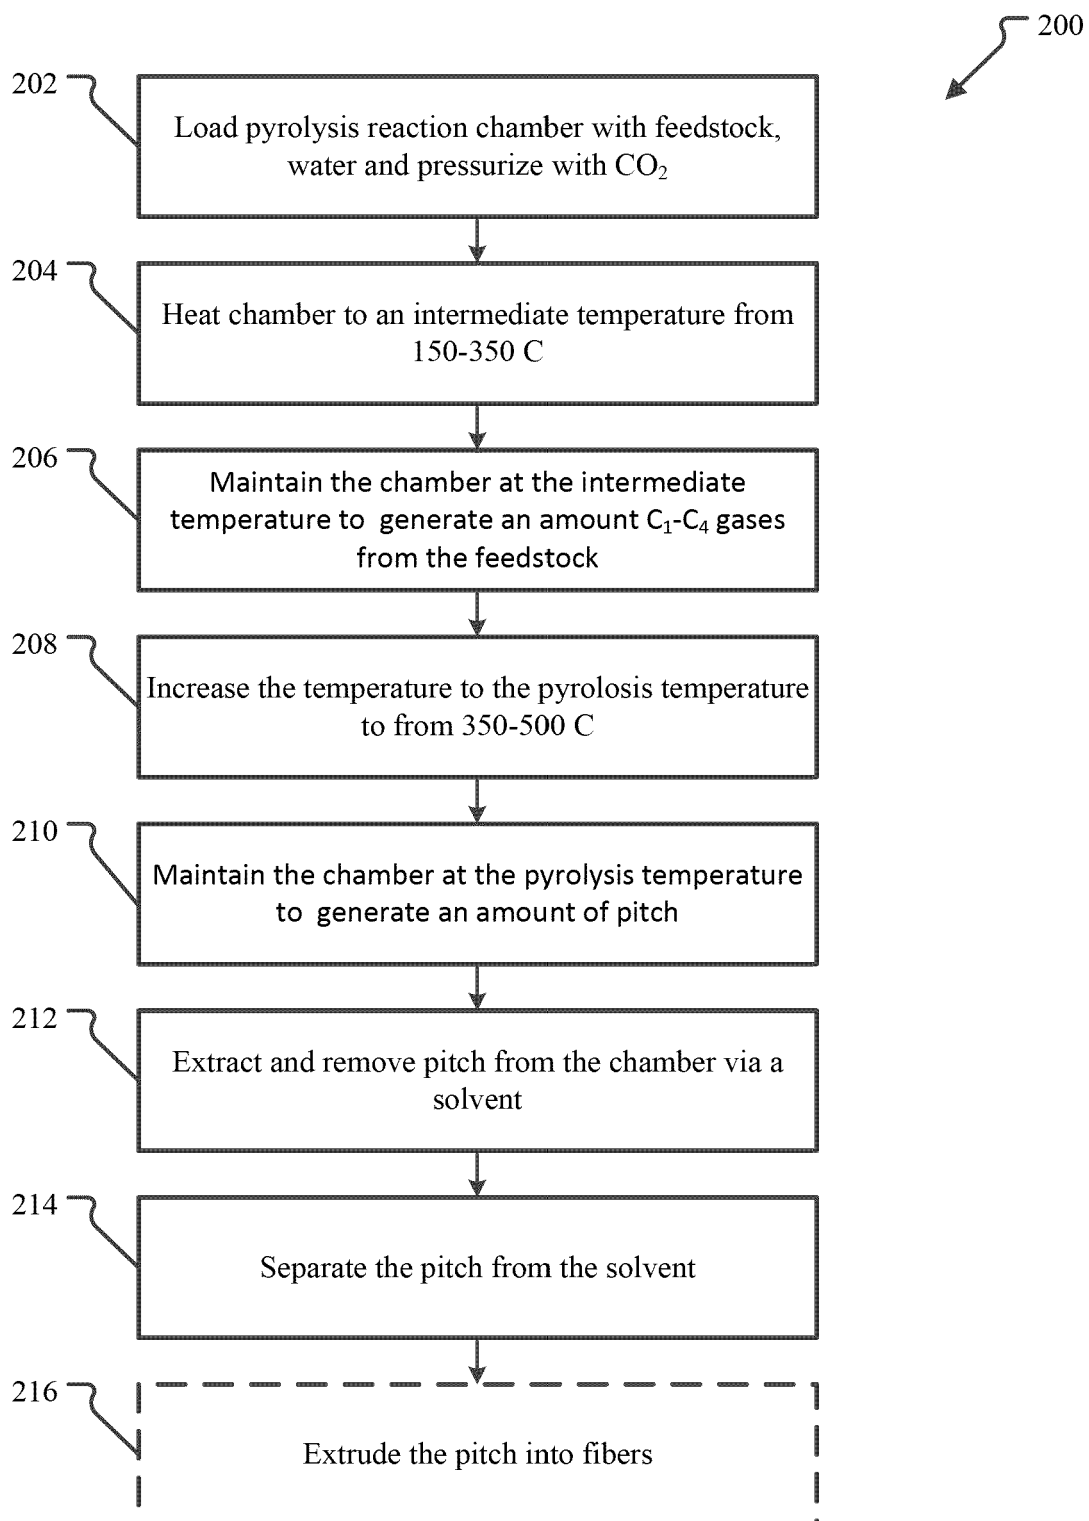 200
202
Load pyrolysis reaction chamber with feedstock,
water and pressurize with CO₂
204
Heat chamber to an intermediate temperature from
150-350 C
206
Maintain the chamber at the intermediate
temperature to generate an amount C₁-C₄ gases
from the feedstock
208
Increase the temperature to the pyrolosis temperature
to from 350-500 C
210
Maintain the chamber at the pyrolysis temperature
to generate an amount of pitch
212
Extract and remove pitch from the chamber via a
solvent
214
Separate the pitch from the solvent
216
Extrude the pitch into fibers